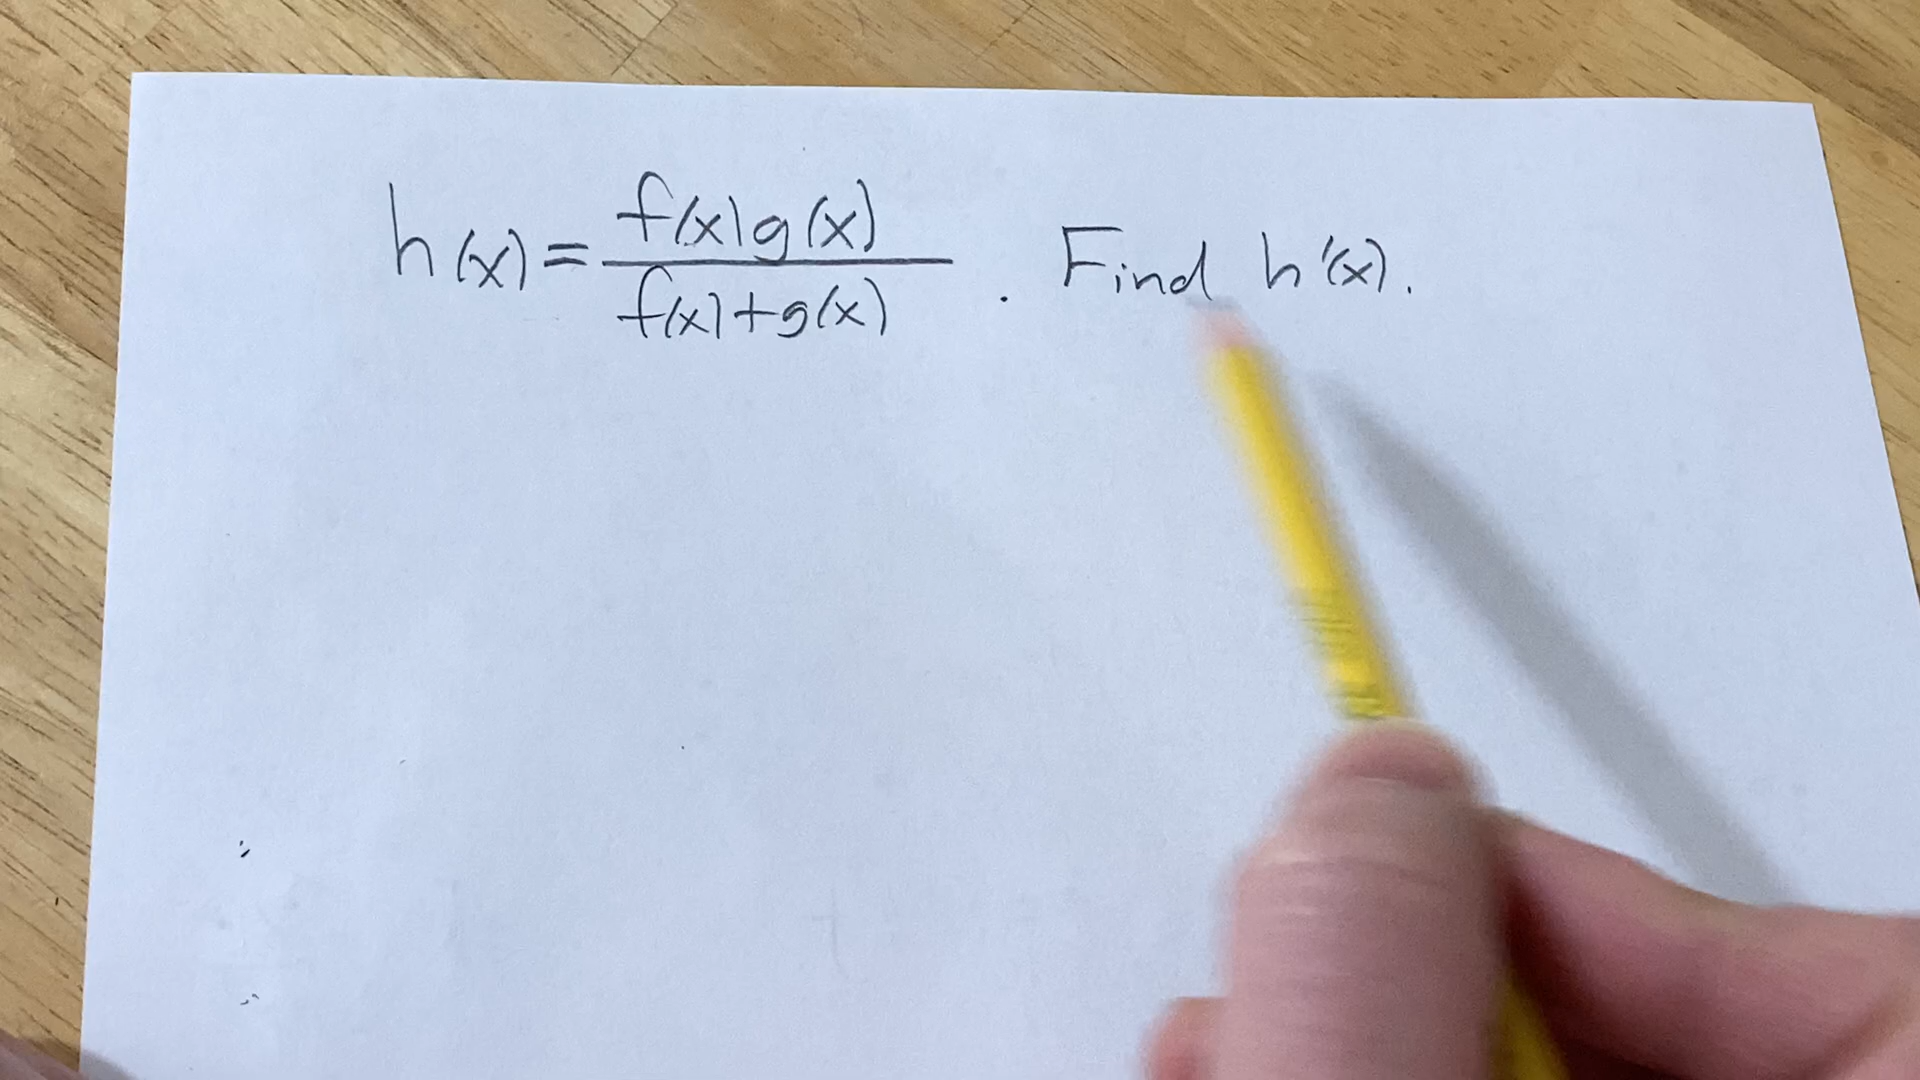 h(x) = f(x)g(x) / f(x)+g(x) . Find h'(x).